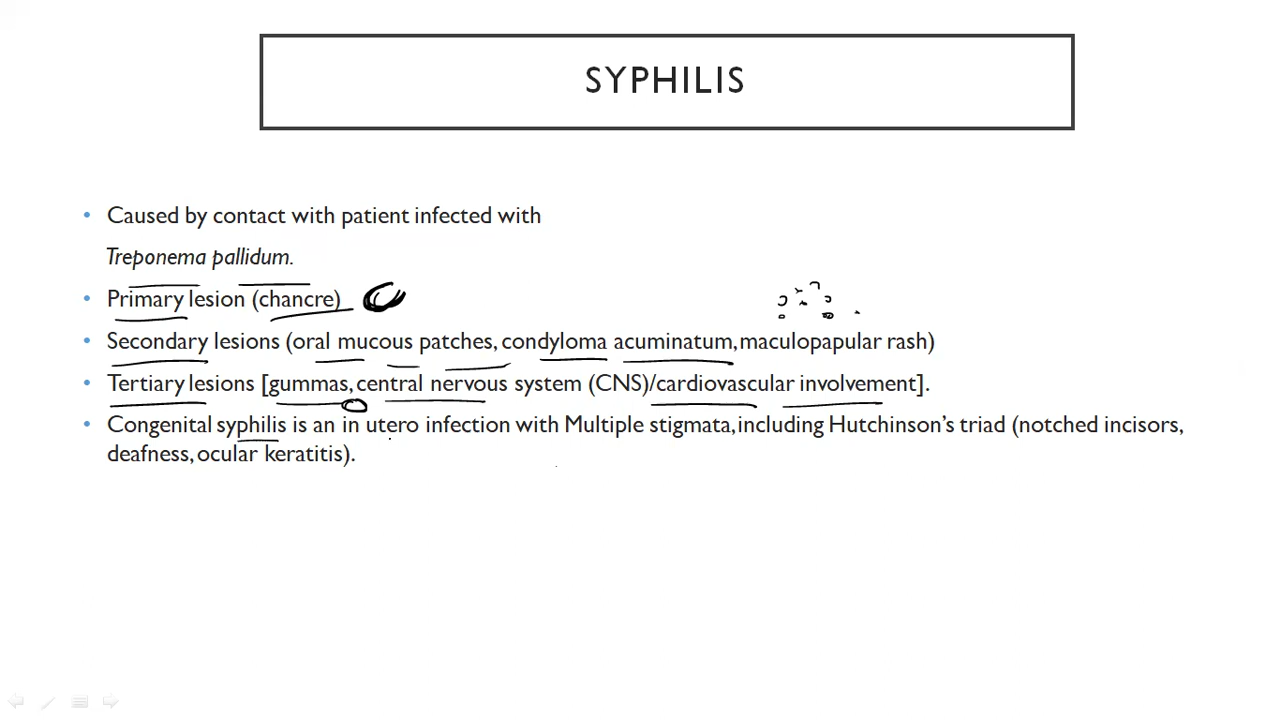 SYPHILIS
• Caused by contact with patient infected with
Treponema pallidum.
• Primary lesion (chancre)
• Secondary lesions (oral mucous patches, condyloma acuminatum, maculopapular rash)
• Tertiary lesions [gummas, central nervous system (CNS)/cardiovascular involvement].
• Congenital syphilis is an in utero infection with Multiple stigmata, including Hutchinson's triad (notched incisors,
deafness, ocular keratitis).